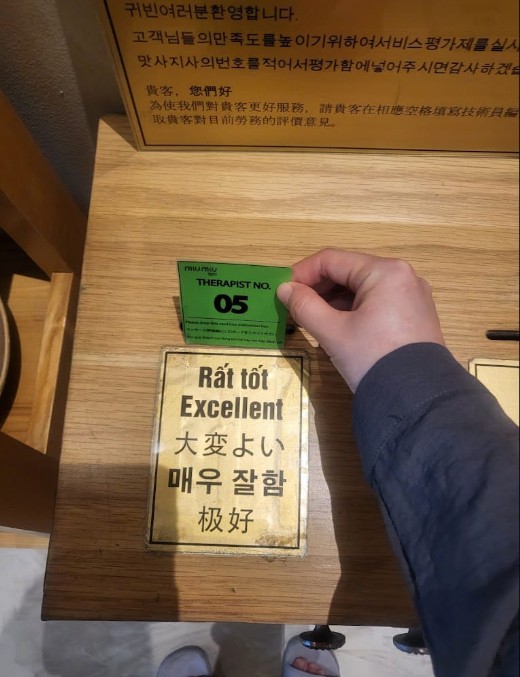 귀빈여러분환영합니다.
고객님들의만족도를높이기위하여서비스평가제를실시
맛사지사의번호를적어서평가함에넣어주시면감사하겠습
貴客，您們好
為使我們對貴客更好服務，請貴客在相應空格填寫技術員編
取貴客對目前勞務的評價意見。
miu miu
THERAPIST NO.
05
Rất tốt
Excellent
大変よい
매우 잘함
极好